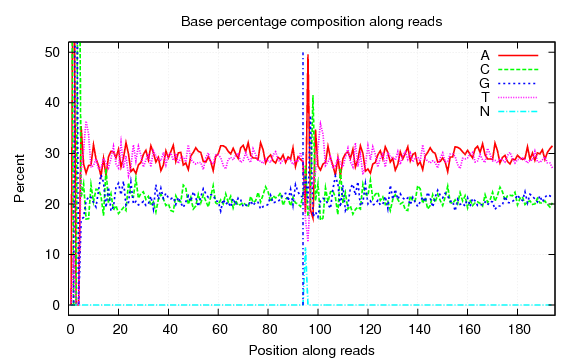 Base percentage composition along reads
A
C
G
T
N
Percent
50
40
30
20
10
0
0 20 40 60 80 100 120 140 160 180
Position along reads